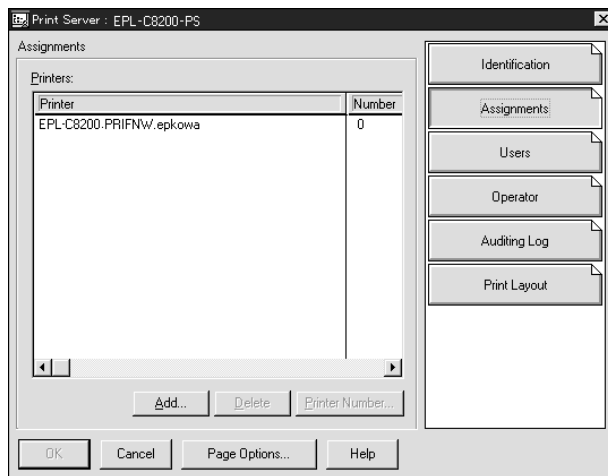 Print Server : EPL-C8200-PS
Assignments
Printers:
Printer Number
EPL-C8200.PRIFNW.epkowa 0
Add... Delete Printer Number...
OK Cancel Page Options... Help
Identification
Assignments
Users
Operator
Auditing Log
Print Layout